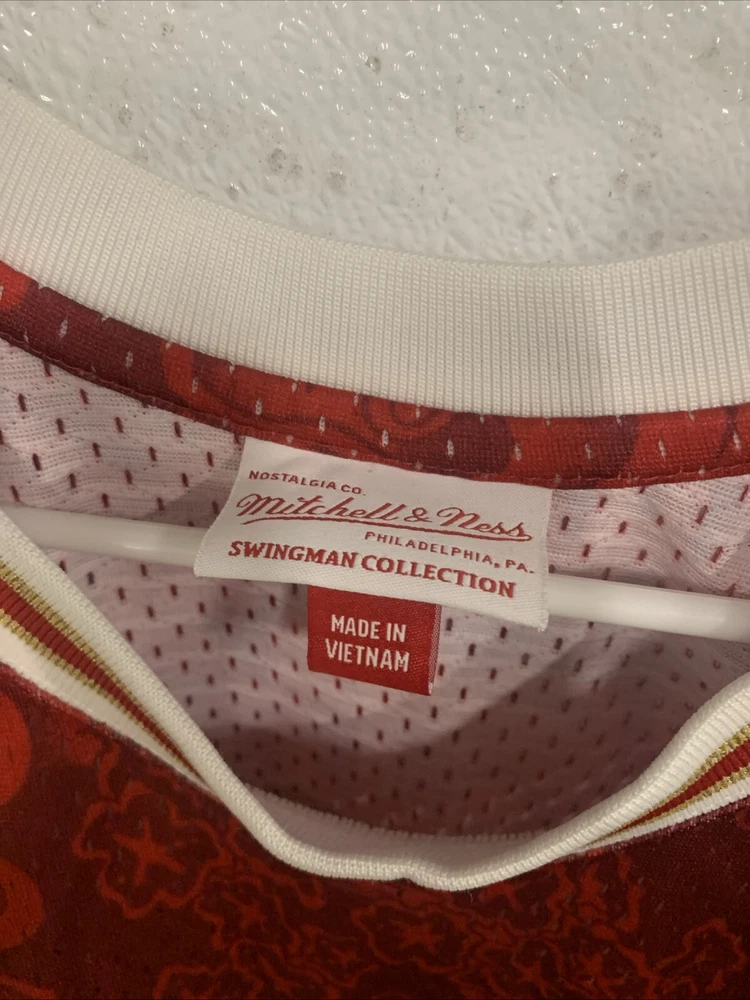 NOSTALGIA CO.
Mitchell & Ness
PHILADELPHIA, PA.
SWINGMAN COLLECTION
MADE IN
VIETNAM